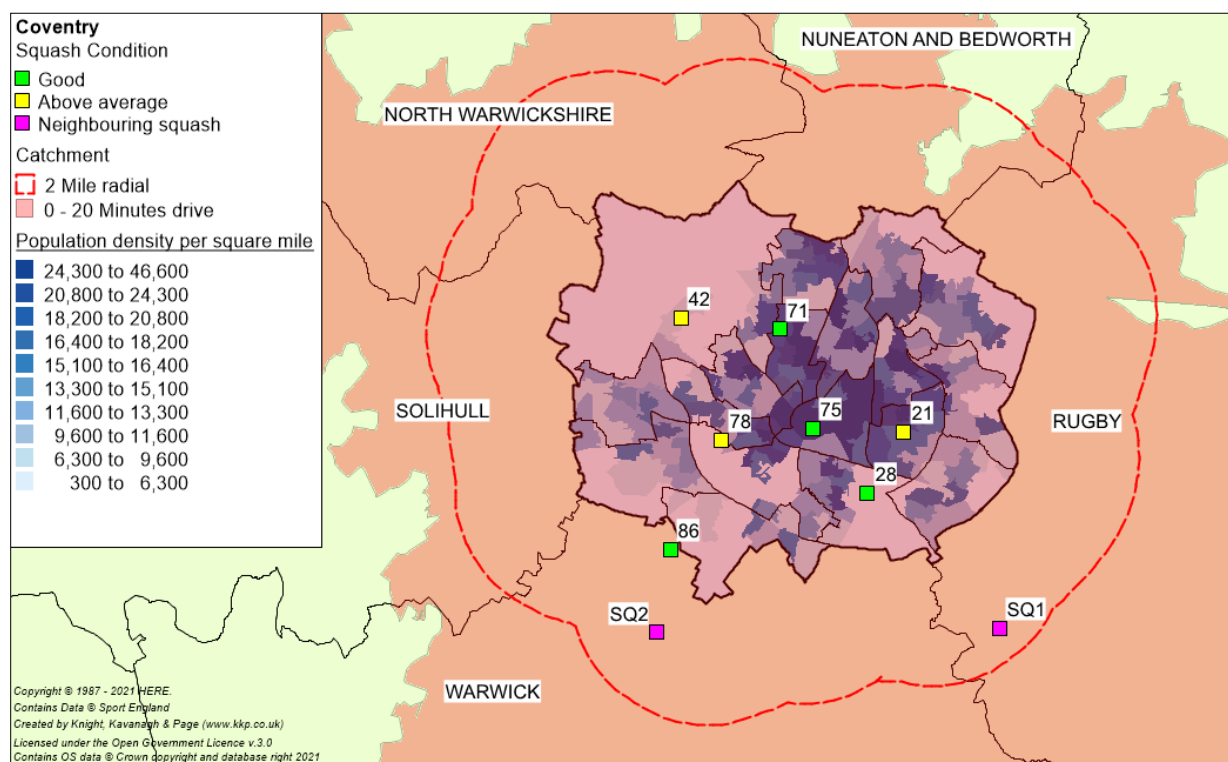 Coventry
Squash Condition
Good
Above average
Neighbouring squash
Catchment
2 Mile radial
0 - 20 Minutes drive
Population density per square mile
24,300 to 46,600
20,800 to 24,300
18,200 to 20,800
16,400 to 18,200
15,100 to 16,400
13,300 to 15,100
11,600 to 13,300
9,600 to 11,600
6,300 to 9,600
300 to 6,300
NUNEATON AND BEDWORTH
NORTH WARWICKSHIRE
42
71
SOLIHULL
78
75
21
RUGBY
28
86
SQ2
SQ1
WARWICK
Copyright © 1987 - 2021 HERE.
Contains Data ® Sport England
Created by Knight, Kavanagh & Page (www.kkp.co.uk)
Licensed under the Open Government Licence v.3.0
Contains OS data © Crown copyright and database right 2021